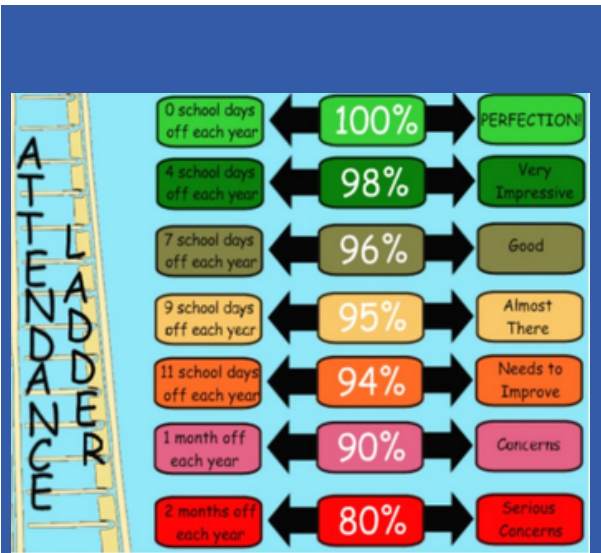 ATTENDANCE
LADDER
0 school days
off each year
100%
PERFECTION!
4 school days
off each year
98%
Very
Impressive
7 school days
off each year
96%
Good
9 school days
off each year
95%
Almost
There
11 school days
off each year
94%
Needs to
Improve
1 month off
each year
90%
Concerns
2 months off
each year
80%
Serious
Concerns